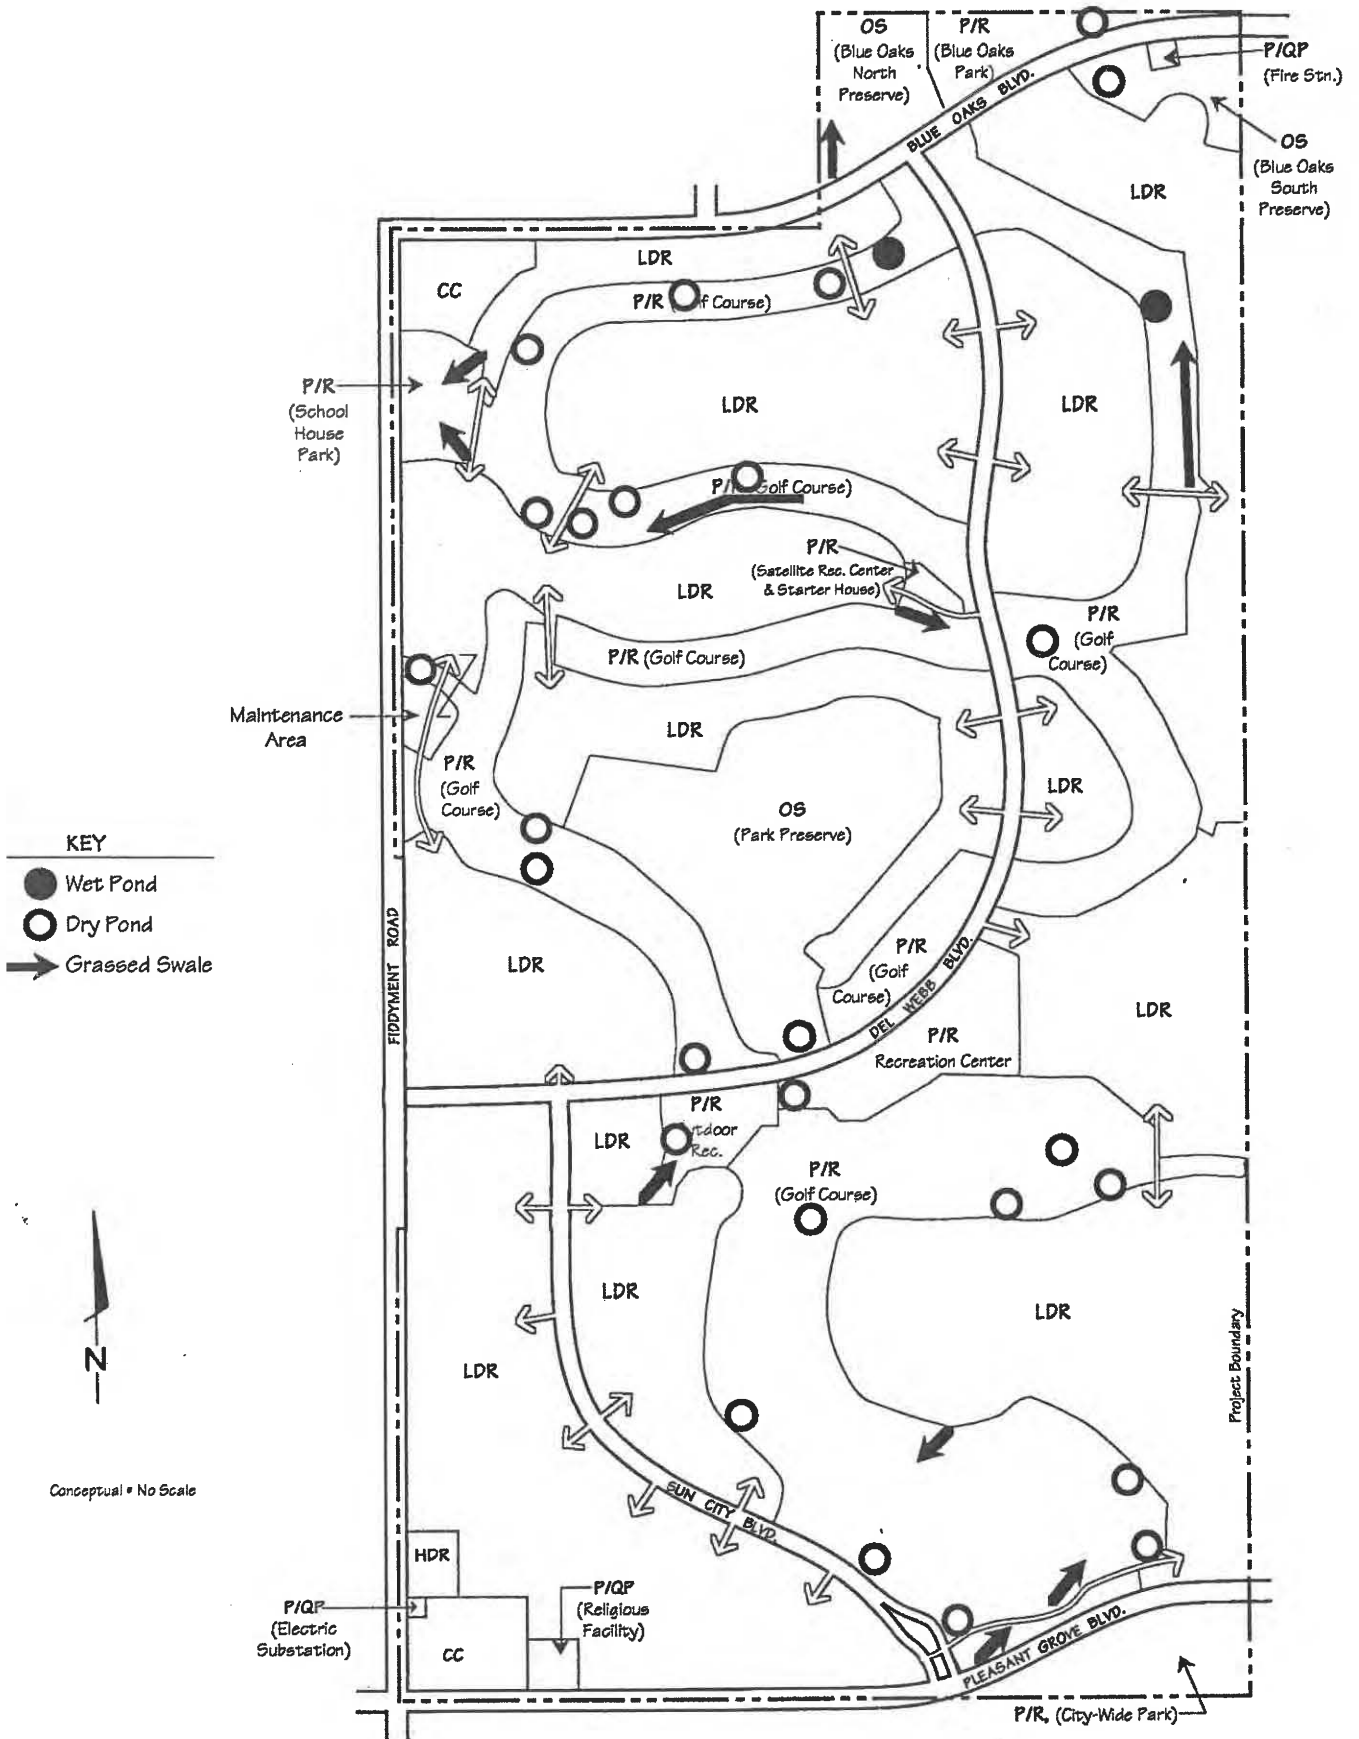 OS
(Blue Oaks
North
Preserve)
P/R
(Blue Oaks
Park)
BLUE OAKS BLVD.
P/QP
(Fire Stn.)
OS
(Blue Oaks
South
Preserve)
LDR
LDR
CC
P/R
f Course)
P/R
(School
House
Park)
LDR
LDR
P/
Golf Course)
P/R
(Satellite Rec. Center
& Starter House)
LDR
P/R
(Golf
Course)
P/R (Golf Course)
Maintenance
Area
LDR
P/R
(Golf
Course)
LDR
OS
(Park Preserve)
KEY
Wet Pond
Dry Pond
Grassed Swale
FIDDYMENT ROAD
LDR
P/R
(Golf
Course)
DEL WEBB BLVD.
LDR
P/R
Recreation Center
P/R
tdoor
Rec.
LDR
P/R
(Golf Course)
LDR
LDR
Project Boundary
N
LDR
Conceptual • No Scale
SUN CITY BLVD.
HDR
P/QP
(Electric
Substation)
P/QP
(Religious
Facility)
CC
PLEASANT GROVE BLVD.
P/R, (City-Wide Park)